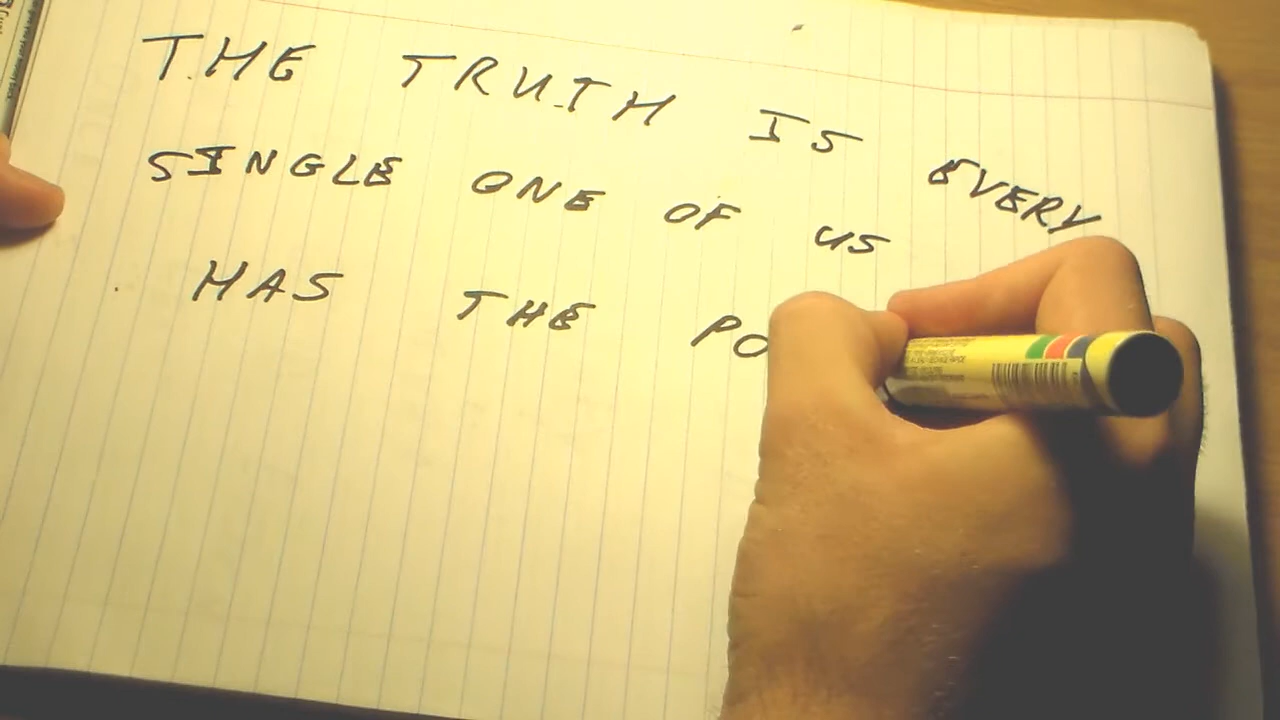 THE TRUTH IS EVERY
SINGLE ONE OF US
HAS THE PO